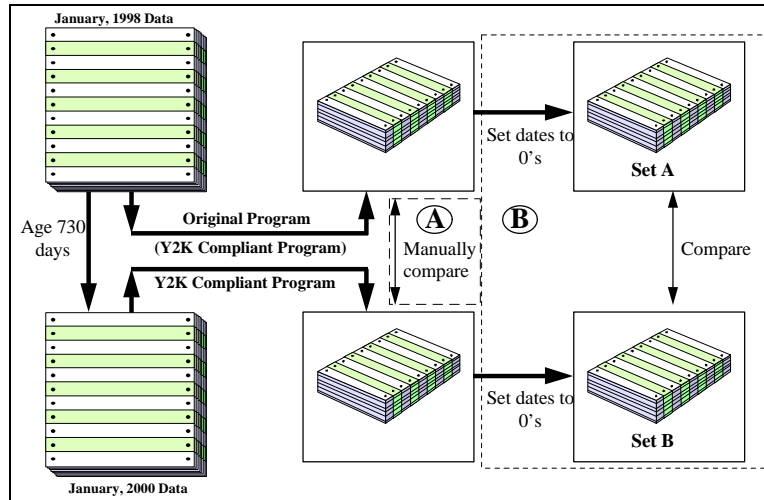 January, 1998 Data
Age 730
days
Original Program
(Y2K Compliant Program)
Y2K Compliant Program
January, 2000 Data
A
Manually
compare
B
Set dates to
0's
Set A
Compare
Set dates to
0's
Set B